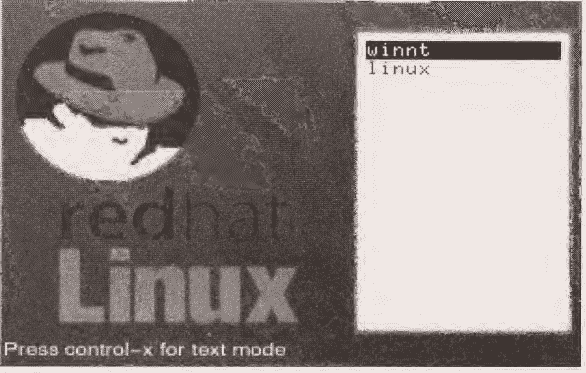 redhat
Linux
Press control-x for text mode
winnt
linux